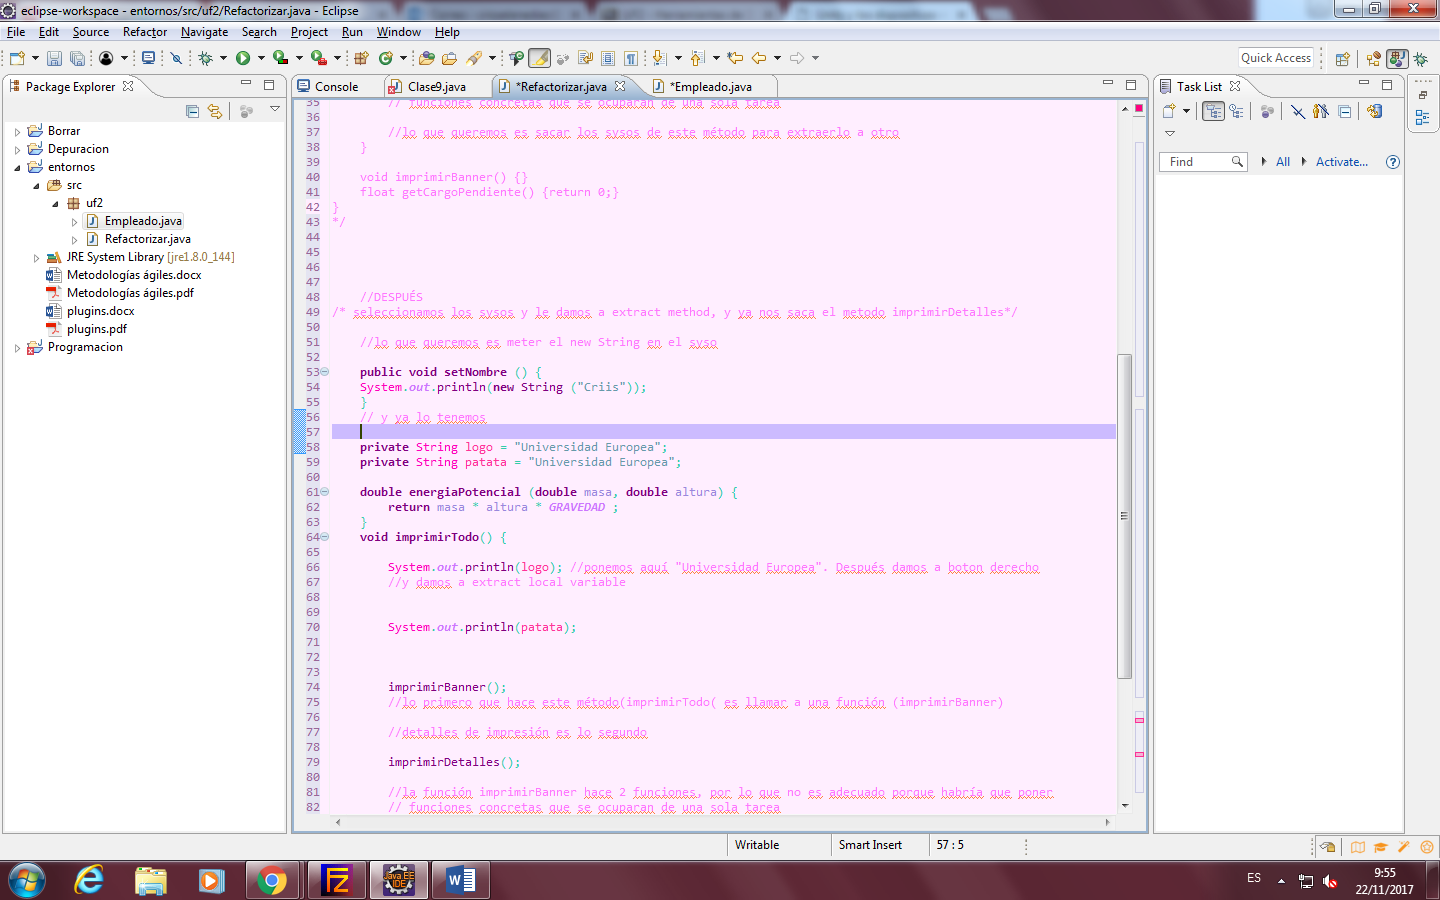 eclipse-workspace - entornos/src/uf2/Refactorizar.java - Eclipse
File Edit Source Refactor Navigate Search Project Run Window Help
Quick Access
Package Explorer
Console
Clase9.java
*Refactorizar.java
*Empleado.java
Task List
Borrar
Depuracion
entornos
src
uf2
Empleado.java
Refactorizar.java
JRE System Library [jre1.8.0_144]
Metodologías ágiles.docx
Metodologías ágiles.pdf
plugins.docx
plugins.pdf
Programacion
35 // funciones concretas que se ocuparan de una sola tarea
36
37 //lo que queremos es sacar los sysos de este método para extraerlo a otro
38 }
39
40 void imprimirBanner() {}
41 float getCargoPendiente() {return 0;}
42 }
43 */
44
45
46
47
48 //DESPUÉS
49 /* seleccionamos los sysos y le damos a extract method, y ya nos saca el metodo imprimirDetalles*/
50
51 //lo que queremos es meter el new String en el syso
52
53 public void setNombre () {
54 System.out.println(new String ("Criis"));
55 }
56 // y ya lo tenemos
57
58 private String logo = "Universidad Europea";
59 private String patata = "Universidad Europea";
60
61 double energiaPotencial (double masa, double altura) {
62 return masa * altura * GRAVEDAD ;
63 }
64 void imprimirTodo() {
65
66 System.out.println(logo); //ponemos aquí "Universidad Europea". Después damos a boton derecho
67 //y damos a extract local variable
68
69
70 System.out.println(patata);
71
72
73
74 imprimirBanner();
75 //lo primero que hace este método(imprimirTodo( es llamar a una función (imprimirBanner)
76
77 //detalles de impresión es lo segundo
78
79 imprimirDetalles();
80
81 //la función imprimirBanner hace 2 funciones, por lo que no es adecuado porque habría que poner
82 // funciones concretas que se ocuparan de una sola tarea
Find
All
Activate...
Writable
Smart Insert
57 : 5
Java EE
IDE
ES
9:55
22/11/2017